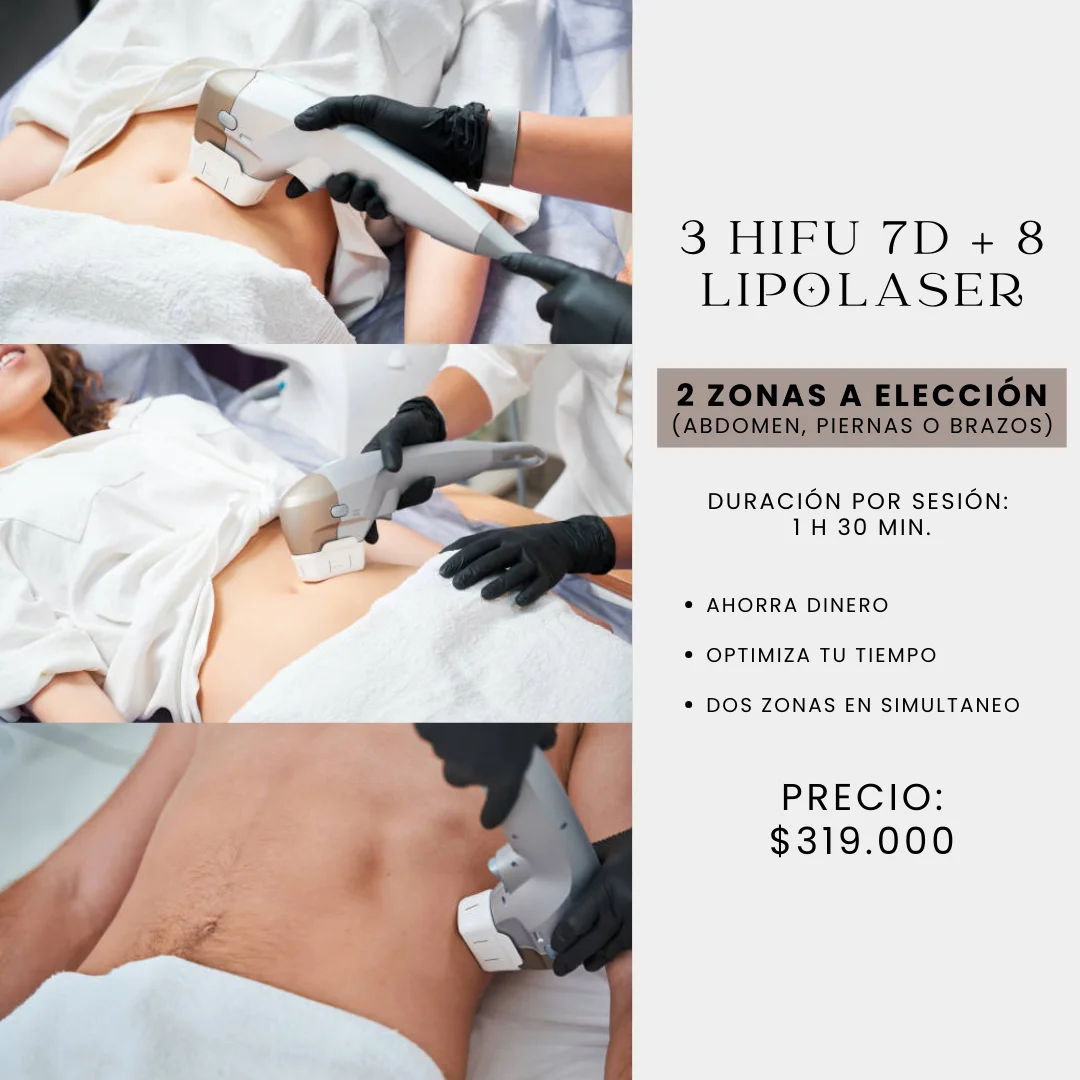 3 HIFU 7D + 8
LIPOLASER
2 ZONAS A ELECCIÓN
(ABDOMEN, PIERNAS O BRAZOS)
DURACIÓN POR SESIÓN:
1 H 30 MIN.
• AHORRA DINERO
• OPTIMIZA TU TIEMPO
• DOS ZONAS EN SIMULTANEO
PRECIO:
$319.000